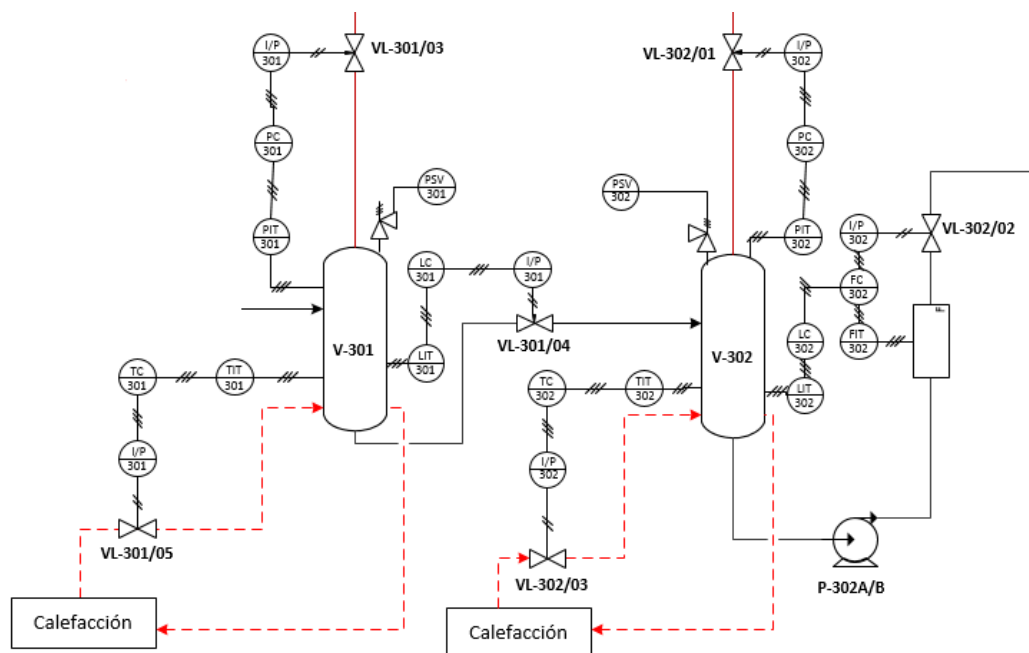 I/P
301
VL-301/03
VL-302/01
I/P
302
PC
301
PC
302
PSV
301
PSV
302
PIT
301
PIT
302
I/P
302
VL-302/02
LC
301
I/P
301
FC
302
V-301
VL-301/04
V-302
LC
302
FIT
302
LIT
301
TC
301
TIT
301
TC
302
TIT
302
LIT
302
I/P
301
I/P
302
VL-301/05
VL-302/03
P-302A/B
Calefacción
Calefacción